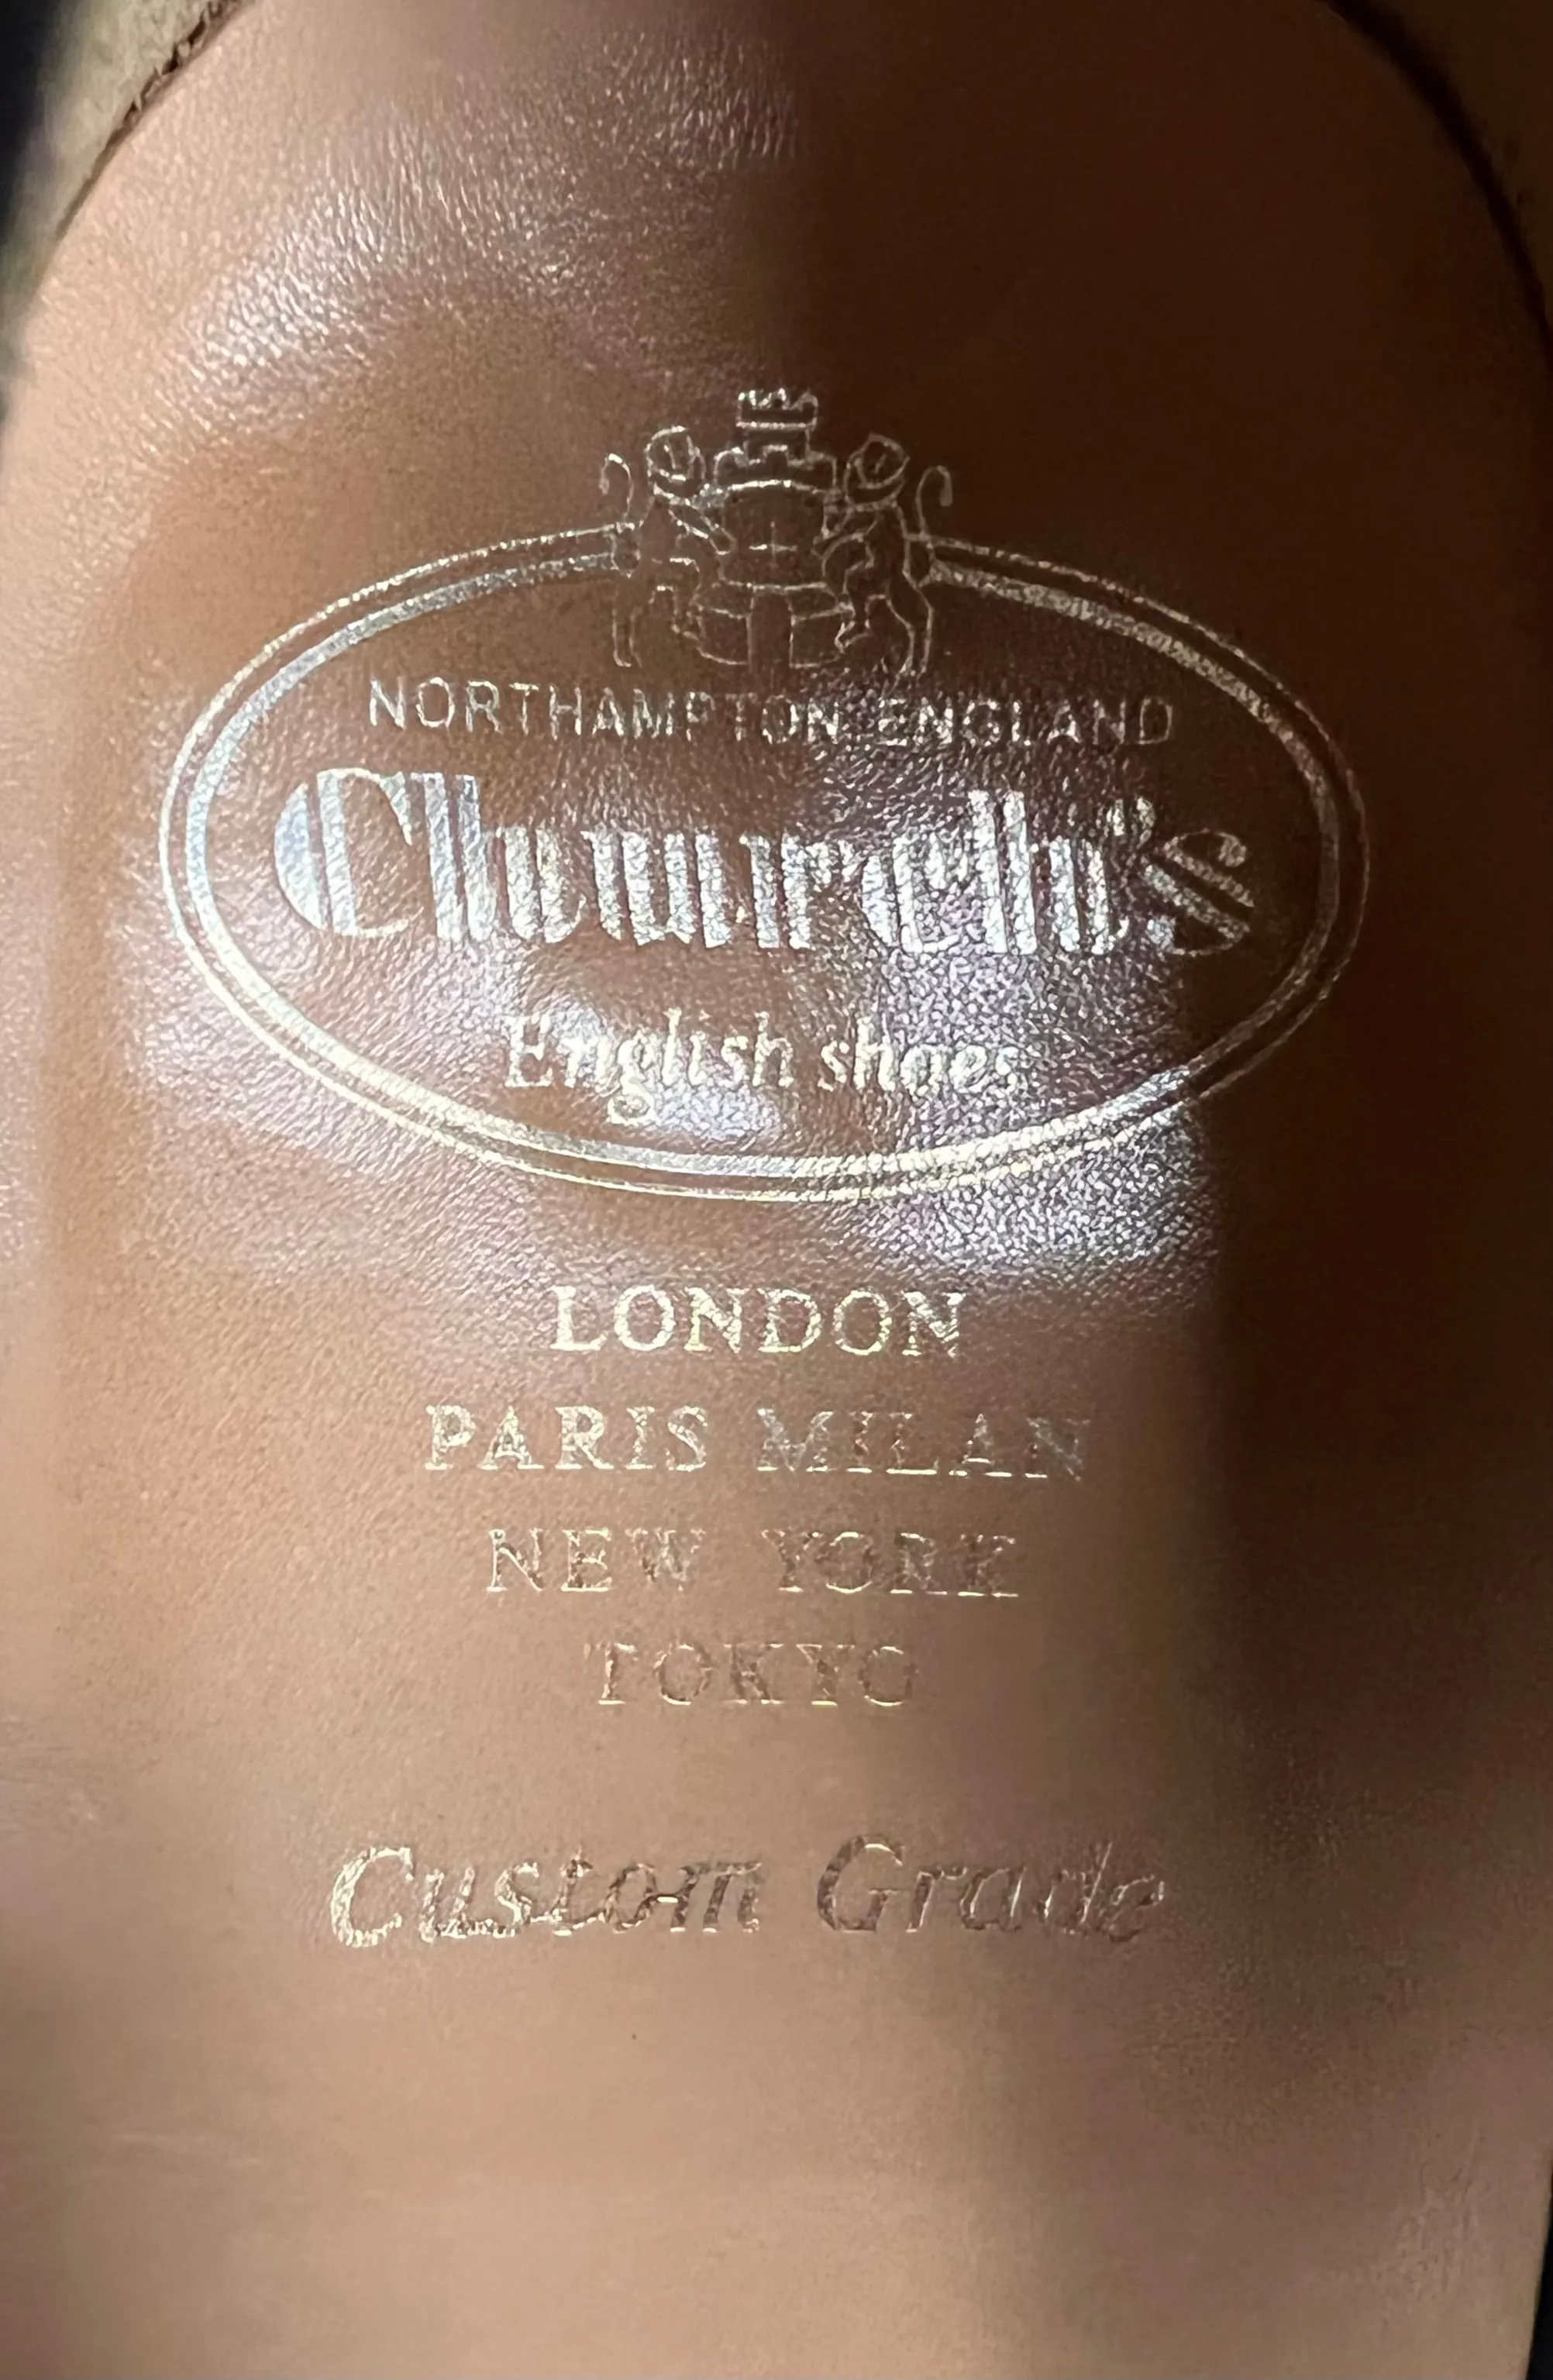 NORTHAMPTON ENGLAND
Church's
English shoes
LONDON
PARIS MILAN
NEW YORK
TOKYO
Custom Grade